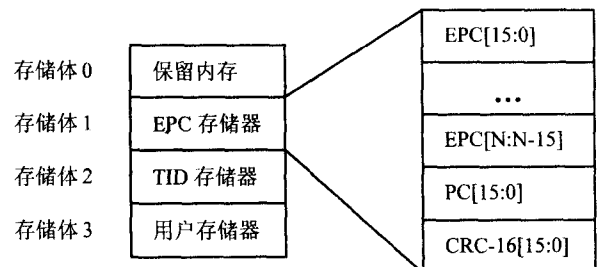 存储体 0
保留内存
存储体 1
EPC 存储器
存储体 2
TID 存储器
存储体 3
用户存储器
EPC[15:0]
...
EPC[N:N-15]
PC[15:0]
CRC-16[15:0]